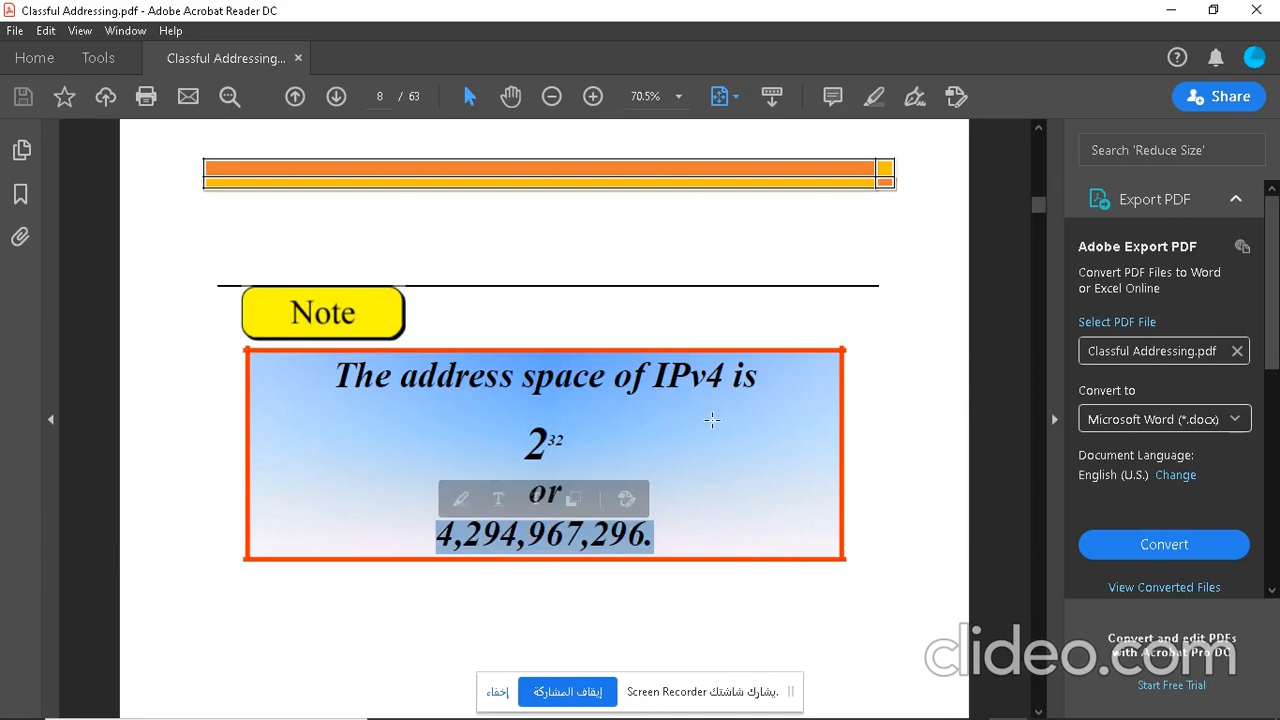 Classful Addressing.pdf - Adobe Acrobat Reader DC
File Edit View Window Help
Home Tools Classful Addressing...
8 / 63
70.5%
Share
Search 'Reduce Size'
Export PDF
Adobe Export PDF
Convert PDF Files to Word
or Excel Online
Select PDF File
Classful Addressing.pdf
Convert to
Microsoft Word (*.docx)
Document Language:
English (U.S.) Change
Convert
View Converted Files
Convert and edit PDFs
with Acrobat Pro DC
Start Free Trial
Note
The address space of IPv4 is
2³²
or
4,294,967,296.
clideo.com
يشارك شاشتك Screen Recorder. إيقاف المشاركة إخفاء